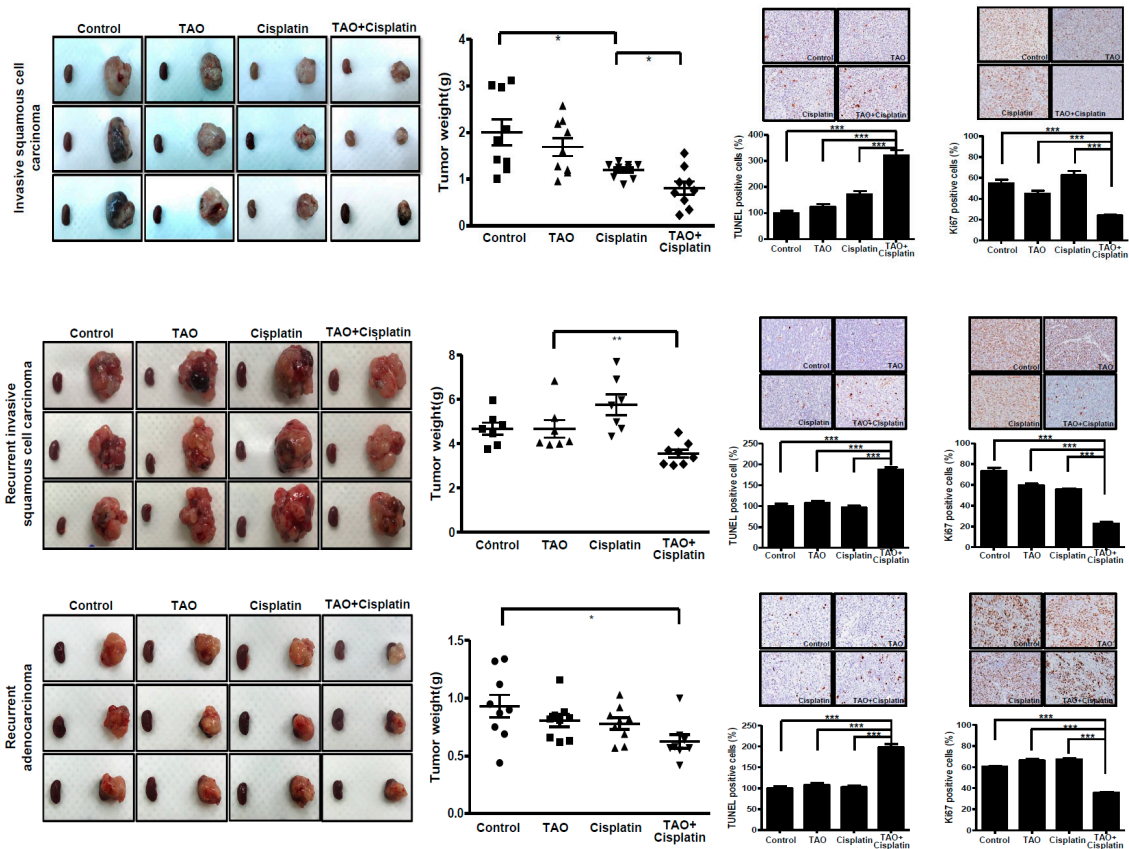 Invasive squamous cell
carcinoma
Control TAO Cisplatin TAO+Cisplatin
Tumor weight(g)
4
3
2
1
0
*
*
Control TAO Cisplatin TAO+
Cisplatin
Control TAO
Cisplatin TAO+Cisplatin
TUNEL positive cells (%)
400
300
200
100
0
***
***
***
Control TAO Cisplatin TAO+
Cisplatin
Control TAO
Cisplatin TAO+Cisplatin
Ki67 positive cells (%)
100
80
60
40
20
0
***
***
***
Control TAO Cisplatin TAO+
Cisplatin
Recurrent invasive
squamous cell carcinoma
Control TAO Cisplatin TAO+Cisplatin
Tumor weight(g)
8
6
4
2
0
**
Control TAO Cisplatin TAO+
Cisplatin
Control TAO
Cisplatin TAO+Cisplatin
TUNEL positive cell (%)
250
200
150
100
50
0
***
***
***
Control TAO Cisplatin TAO+
Cisplatin
Control TAO
Cisplatin TAO+Cisplatin
Ki67 positive cells (%)
100
80
60
40
20
0
***
***
***
Control TAO Cisplatin TAO+
Cisplatin
Recurrent
adenocarcinoma
Control TAO Cisplatin TAO+Cisplatin
Tumor weight(g)
1.5
1.0
0.5
0.0
*
Control TAO Cisplatin TAO+
Cisplatin
Control TAO
Cisplatin TAO+Cisplatin
TUNEL positive cells (%)
250
200
150
100
50
0
***
***
***
Control TAO Cisplatin TAO+
Cisplatin
Control TAO
Cisplatin TAO+Cisplatin
Ki67 positive cells (%)
100
80
60
40
20
0
***
***
***
Control TAO Cisplatin TAO+
Cisplatin